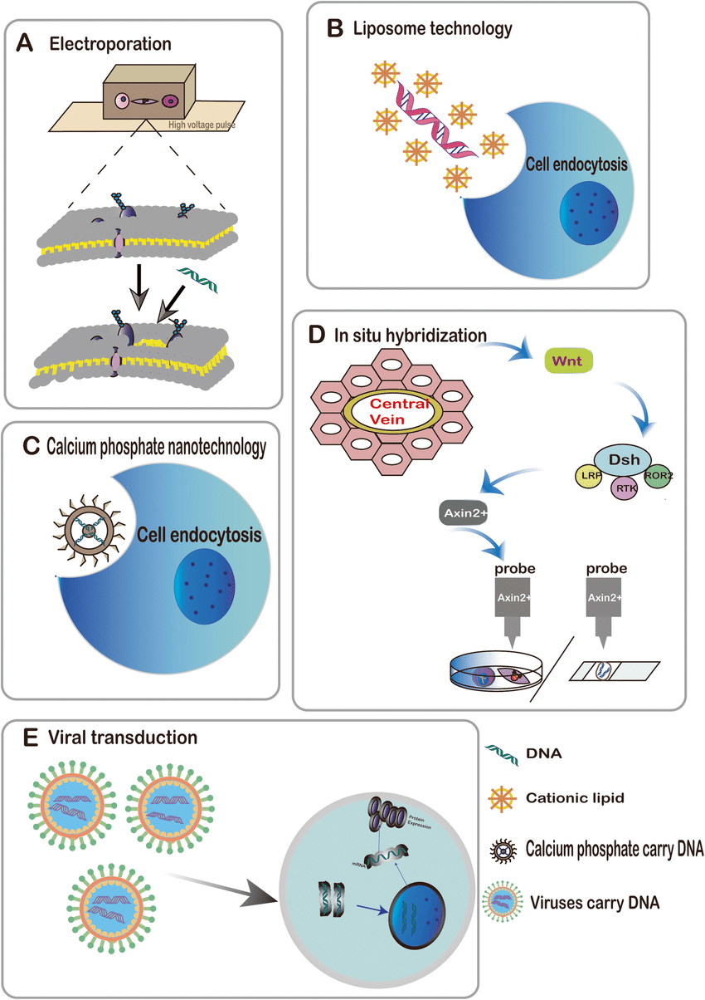 A Electroporation
High voltage pulse
B Liposome technology
Cell endocytosis
C Calcium phosphate nanotechnology
Cell endocytosis
D In situ hybridization
Central
Vein
Wnt
Dsh
LRP
RTK
ROR2
Axin2+
probe
probe
Axin2+
Axin2+
E Viral transduction
Protein
Expression
mRNA
DNA
Cationic lipid
Calcium phosphate carry DNA
Viruses carry DNA